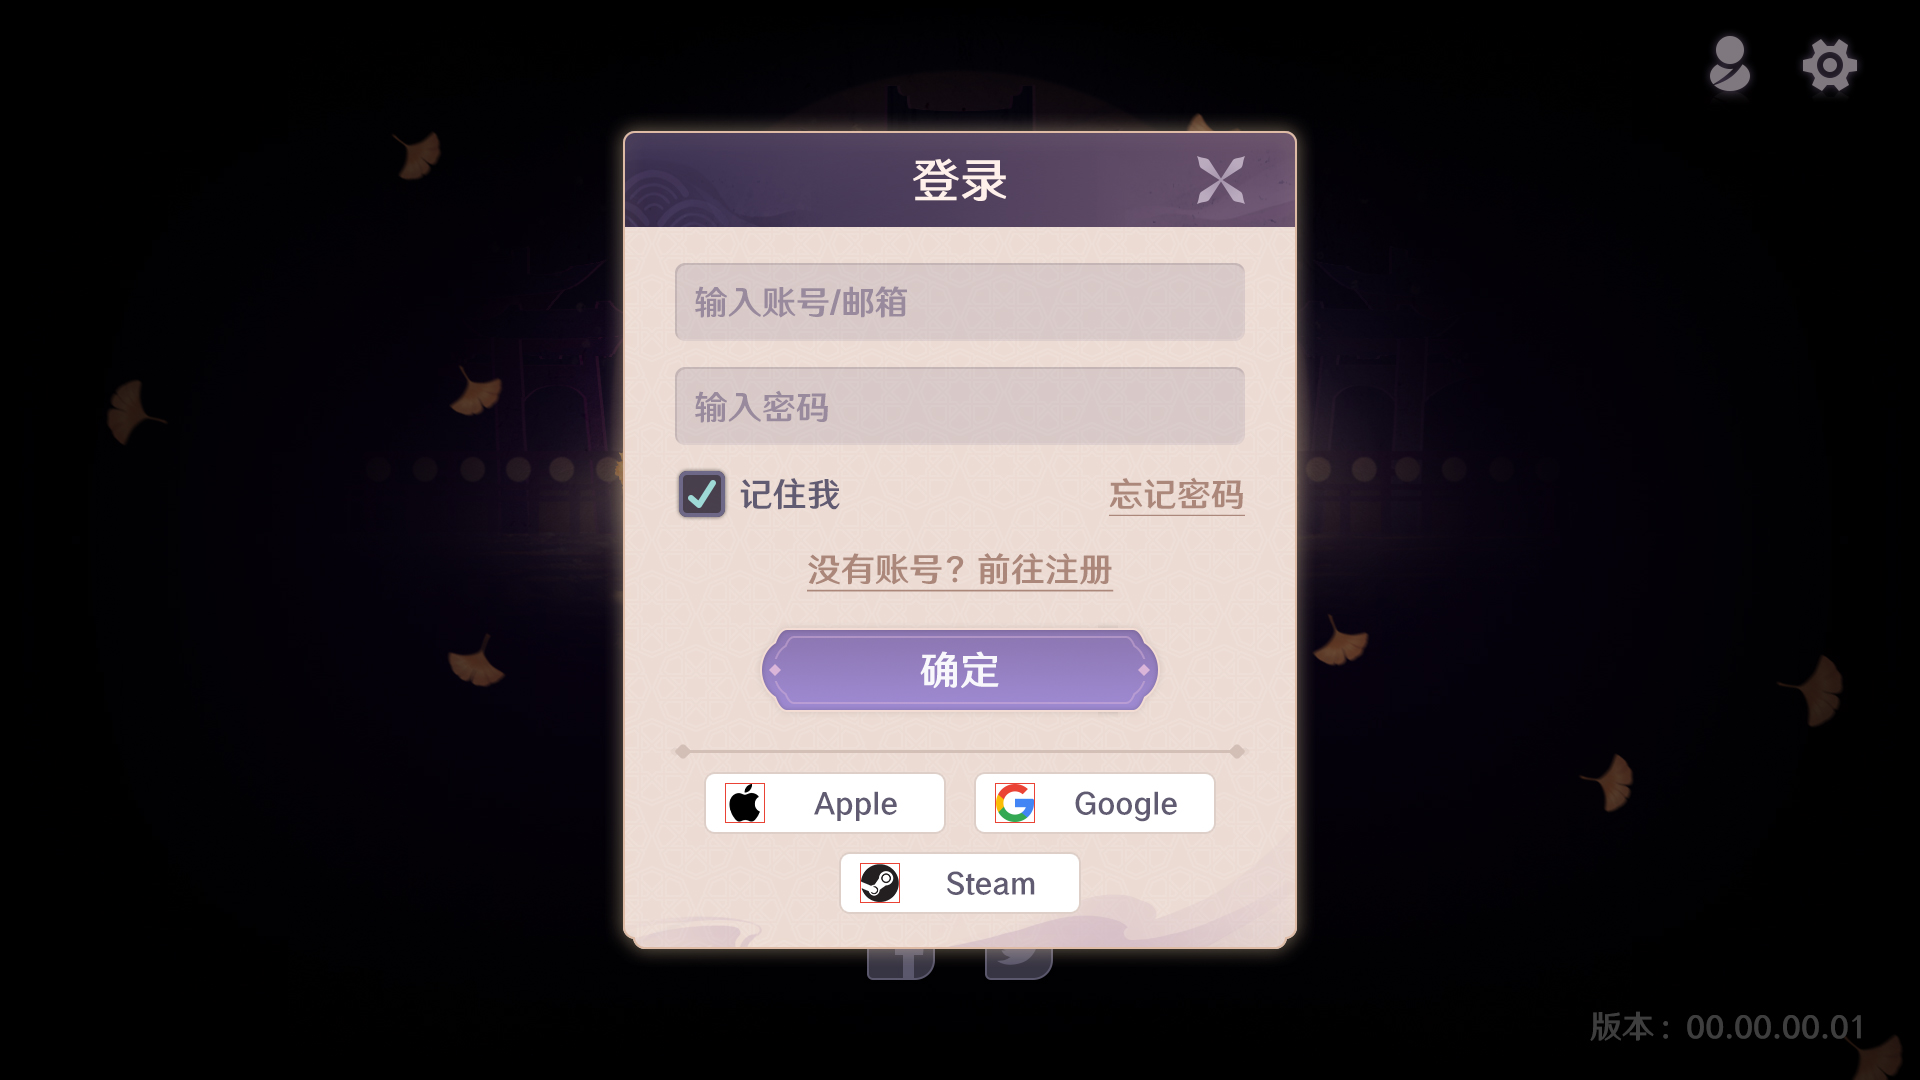 登录
输入账号/邮箱
输入密码
记住我
忘记密码
没有账号？前往注册
确定
Apple
Google
Steam
版本：00.00.00.01